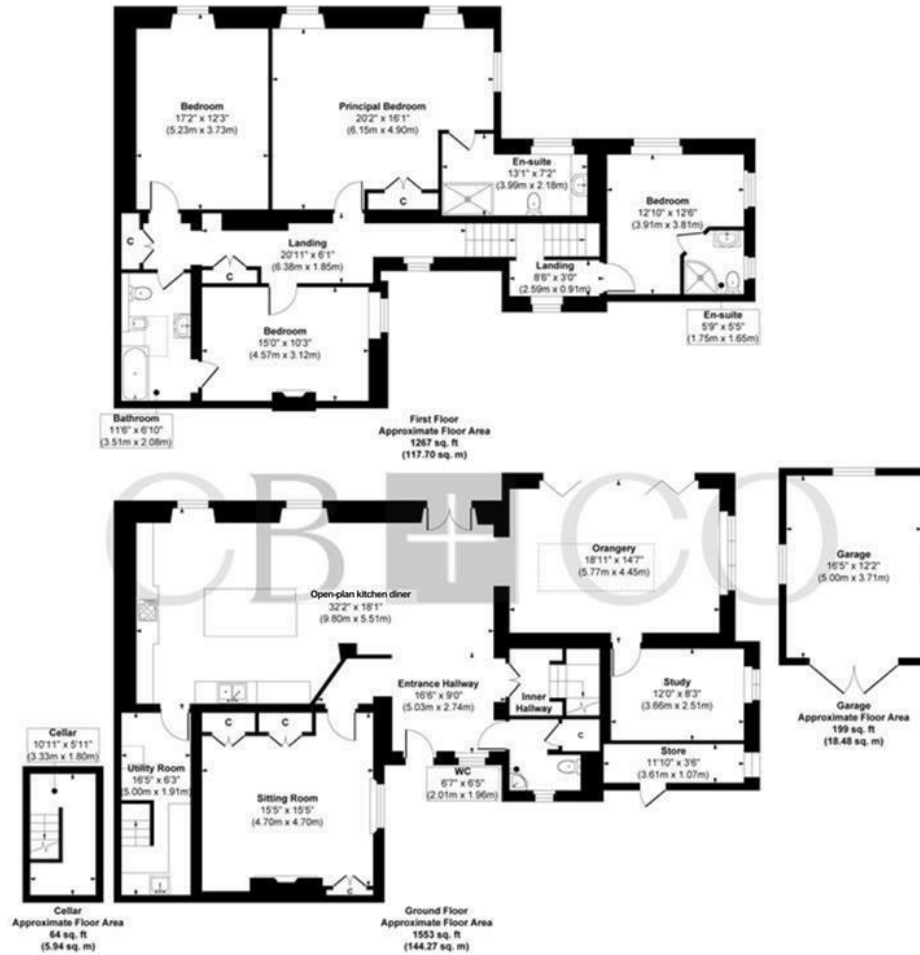 Bedroom
17'2" x 12'3"
(5.23m x 3.73m)
Principal Bedroom
20'2" x 16'1"
(6.15m x 4.90m)
En-suite
13'1" x 7'2"
(3.99m x 2.18m)
C
Bedroom
12'10" x 12'6"
(3.91m x 3.81m)
C
Landing
20'11" x 6'1"
(6.38m x 1.85m)
C
Landing
8'6" x 3'0"
(2.59m x 0.91m)
En-suite
5'9" x 5'5"
(1.75m x 1.65m)
Bedroom
15'0" x 10'3"
(4.57m x 3.12m)
Bathroom
11'6" x 6'10"
(3.51m x 2.08m)
First Floor
Approximate Floor Area
1267 sq. ft
(117.70 sq. m)
CB+CO
Orangery
18'11" x 14'7"
(5.77m x 4.45m)
Garage
16'5" x 12'2"
(5.00m x 3.71m)
Open-plan kitchen diner
32'2" x 18'1"
(9.80m x 5.51m)
Entrance Hallway
16'6" x 9'0"
(5.03m x 2.74m)
Inner
Hallway
Study
12'0" x 8'3"
(3.66m x 2.51m)
Garage
Approximate Floor Area
199 sq. ft
(18.48 sq. m)
C
C
C
Store
11'10" x 3'6"
(3.61m x 1.07m)
WC
6'7" x 6'5"
(2.01m x 1.96m)
Cellar
10'11" x 5'11"
(3.33m x 1.80m)
Utility Room
16'5" x 6'3"
(5.00m x 1.91m)
Sitting Room
15'5" x 15'5"
(4.70m x 4.70m)
C
Cellar
Approximate Floor Area
64 sq. ft
(5.94 sq. m)
Ground Floor
Approximate Floor Area
1553 sq. ft
(144.27 sq. m)